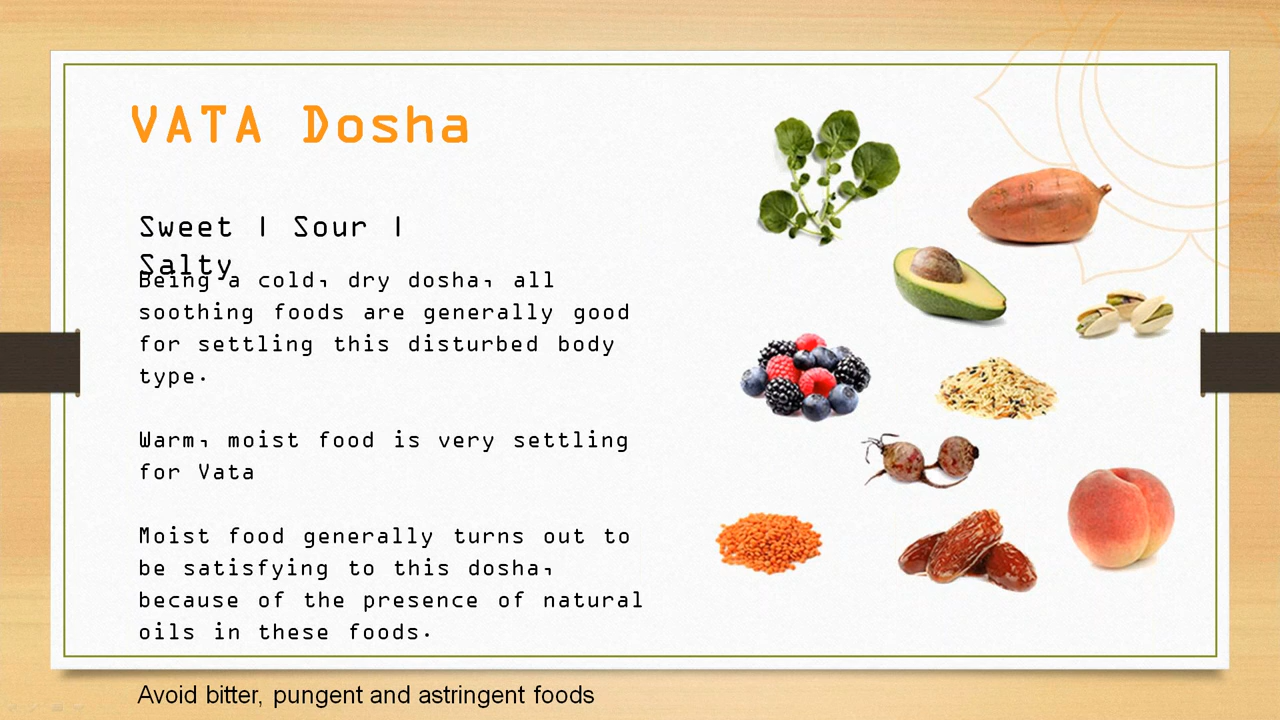 VATA Dosha
Sweet | Sour |
Salty
Being a cold, dry dosha, all
soothing foods are generally good
for settling this disturbed body
type.
Warm, moist food is very settling
for Vata
Moist food generally turns out to
be satisfying to this dosha,
because of the presence of natural
oils in these foods.
Avoid bitter, pungent and astringent foods